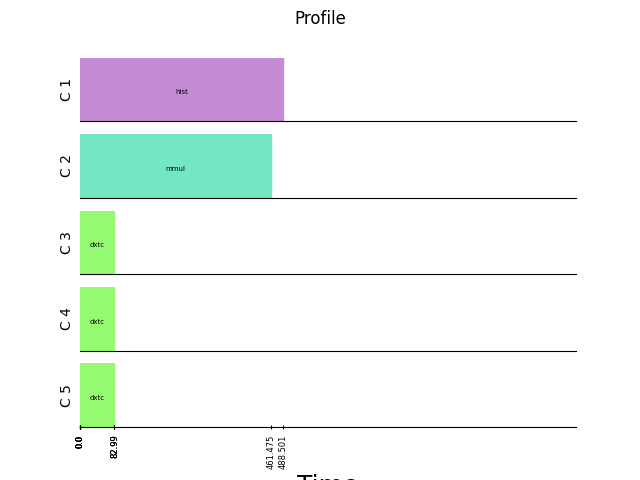 Profile
C 1
hist
C 2
mmul
C 3
dxtc
C 4
dxtc
C 5
dxtc
0.0
82.99
461.475
488.501
Time